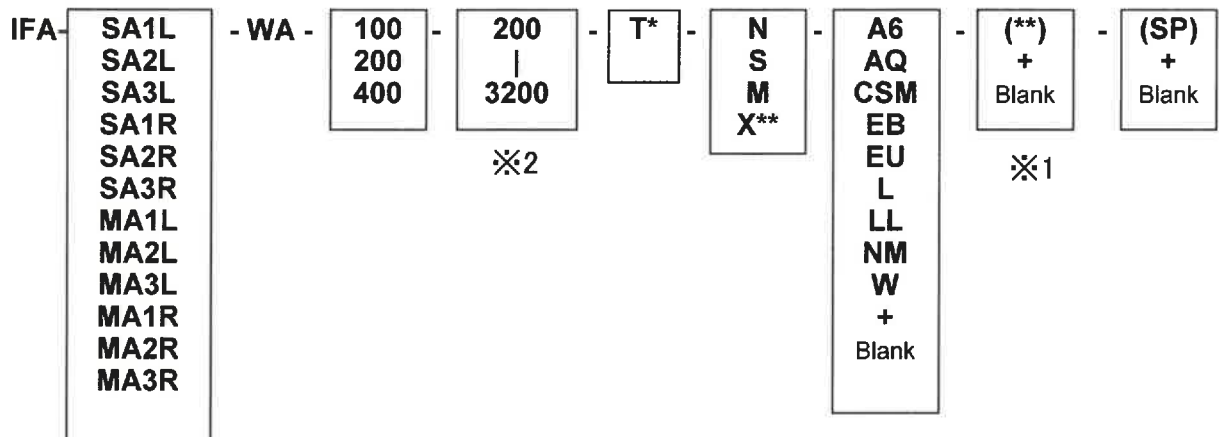 IFA- SA1L - WA - 100 - 200 - T* - N - A6 - (**) - (SP)
SA2L 200 | S AQ + +
SA3L 400 3200 M CSM Blank Blank
SA1R X** EB
SA2R ※2 EU ※1
SA3R L
MA1L LL
MA2L NM
MA3L W
MA1R +
MA2R Blank
MA3R